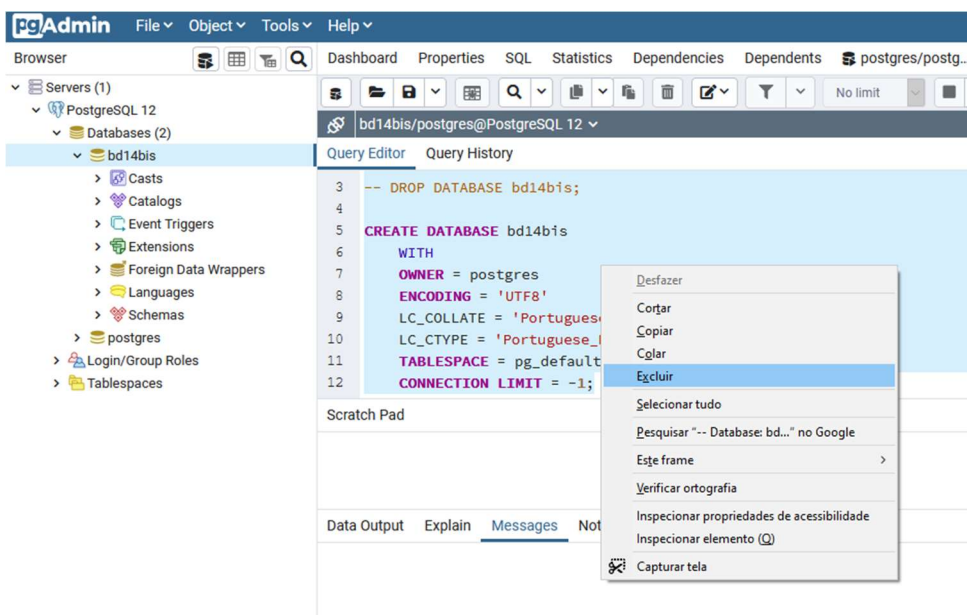 pgAdmin File Object Tools Help
Browser
Servers (1)
PostgreSQL 12
Databases (2)
bd14bis
Casts
Catalogs
Event Triggers
Extensions
Foreign Data Wrappers
Languages
Schemas
postgres
Login/Group Roles
Tablespaces
Dashboard Properties SQL Statistics Dependencies Dependents postgres/postg...
No limit
bd14bis/postgres@PostgreSQL 12
Query Editor Query History
3 -- DROP DATABASE bd14bis;
4
5 CREATE DATABASE bd14bis
6 WITH
7 OWNER = postgres
8 ENCODING = 'UTF8'
9 LC_COLLATE = 'Portugues
10 LC_CTYPE = 'Portuguese_
11 TABLESPACE = pg_default
12 CONNECTION LIMIT = -1;
Scratch Pad
Data Output Explain Messages Not
Desfazer
Cortar
Copiar
Colar
Excluir
Selecionar tudo
Pesquisar "-- Database: bd..." no Google
Este frame
Verificar ortografia
Inspecionar propriedades de acessibilidade
Inspecionar elemento (Q)
Capturar tela